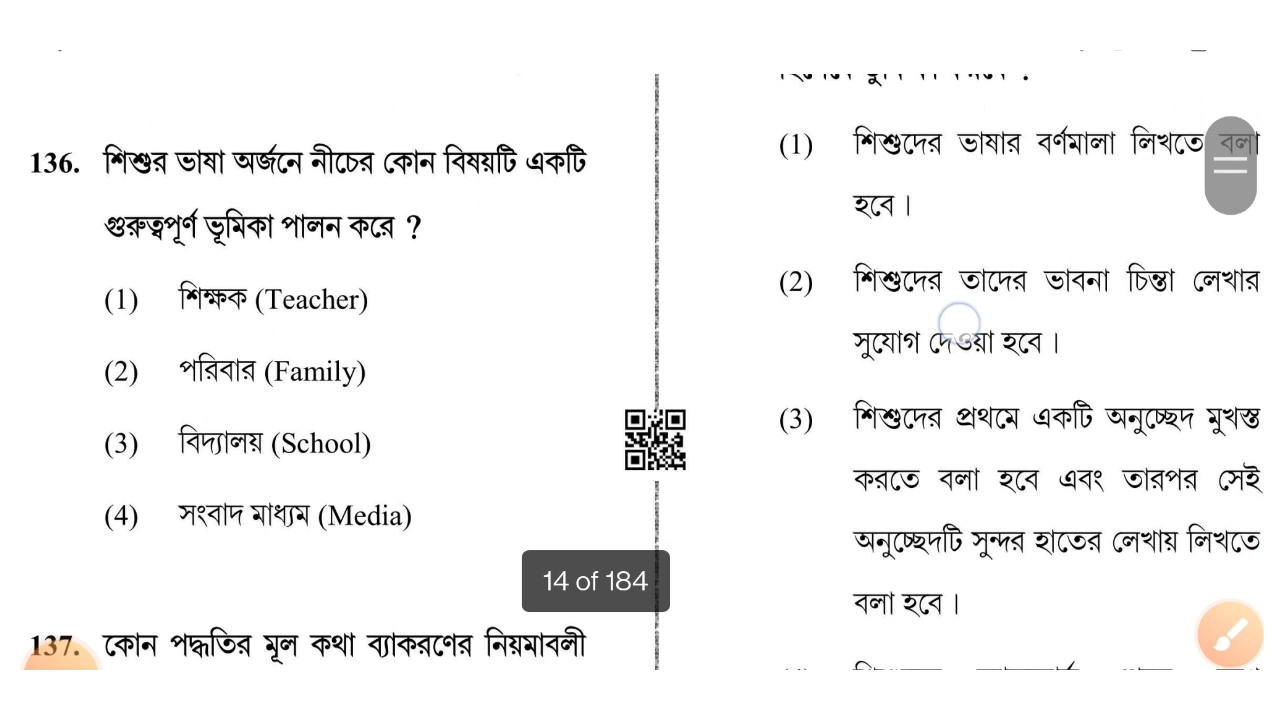 136. শিশুর ভাষা অর্জনে নীচের কোন বিষয়টি একটি
গুরুত্বপূর্ণ ভূমিকা পালন করে ?
(1) শিক্ষক (Teacher)
(2) পরিবার (Family)
(3) বিদ্যালয় (School)
(4) সংবাদ মাধ্যম (Media)
14 of 184
137. কোন পদ্ধতির মূল কথা ব্যাকরণের নিয়মাবলী
(1) শিশুদের ভাষার বর্ণমালা লিখতে বলা
হবে।
(2) শিশুদের তাদের ভাবনা চিন্তা লেখার
সুযোগ দেওয়া হবে।
(3) শিশুদের প্রথমে একটি অনুচ্ছেদ মুখস্ত
করতে বলা হবে এবং তারপর সেই
অনুচ্ছেদটি সুন্দর হাতের লেখায় লিখতে
বলা হবে।